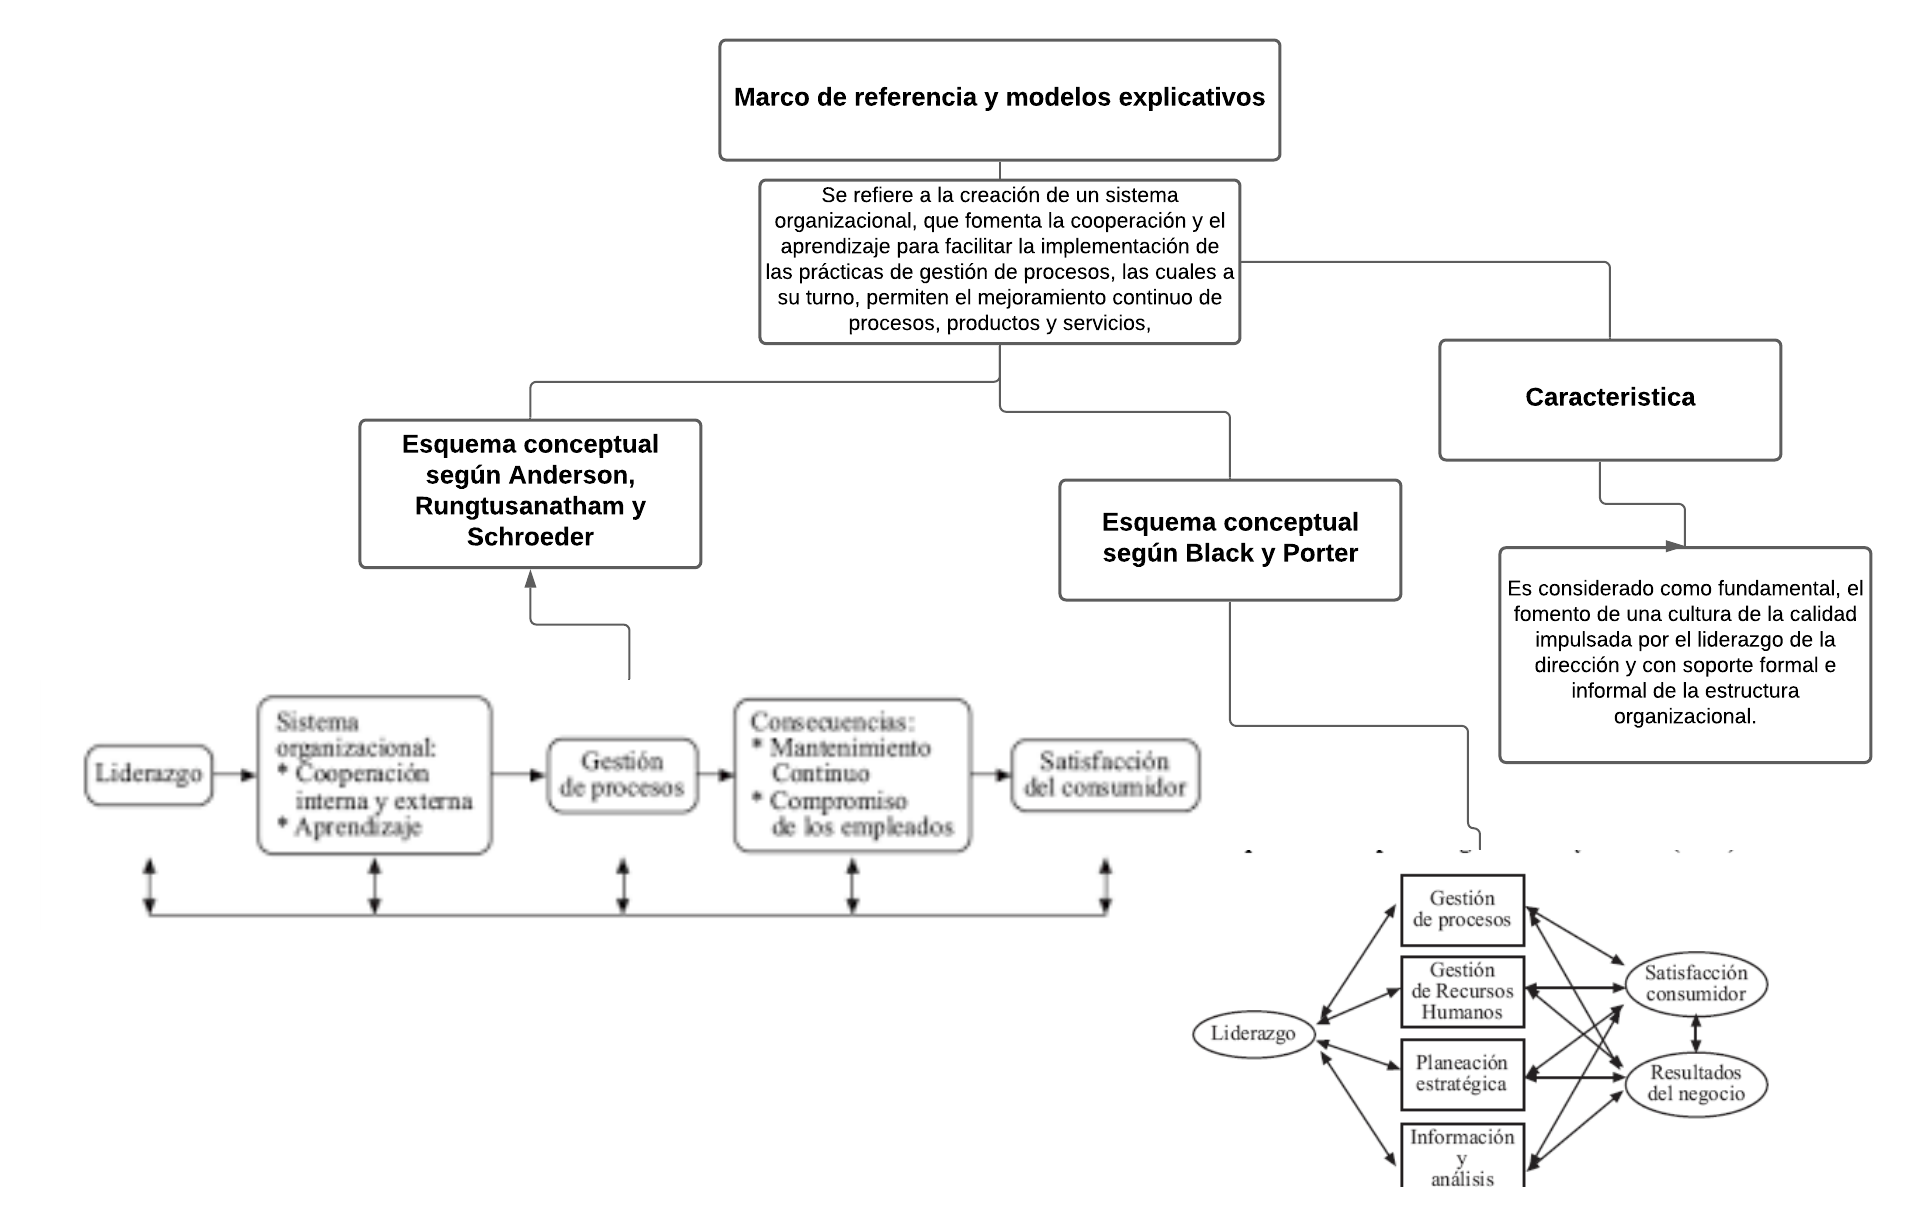 Marco de referencia y modelos explicativos
Se refiere a la creación de un sistema
organizacional, que fomenta la cooperación y el
aprendizaje para facilitar la implementación de
las prácticas de gestión de procesos, las cuales a
su turno, permiten el mejoramiento continuo de
procesos, productos y servicios,
Caracteristica
Esquema conceptual
según Anderson,
Rungtusanatham y
Schroeder
Esquema conceptual
según Black y Porter
Es considerado como fundamental, el
fomento de una cultura de la calidad
impulsada por el liderazgo de la
dirección y con soporte formal e
informal de la estructura
organizacional.
Liderazgo
Sistema
organizacional:
* Cooperación
interna y externa
* Aprendizaje
Gestión
de procesos
Consecuencias:
* Mantenimiento
Continuo
* Compromiso
de los empleados
Satisfacción
del consumidor
Liderazgo
Gestión
de procesos
Gestión
de Recursos
Humanos
Planeación
estratégica
Información
y
análisis
Satisfacción
consumidor
Resultados
del negocio